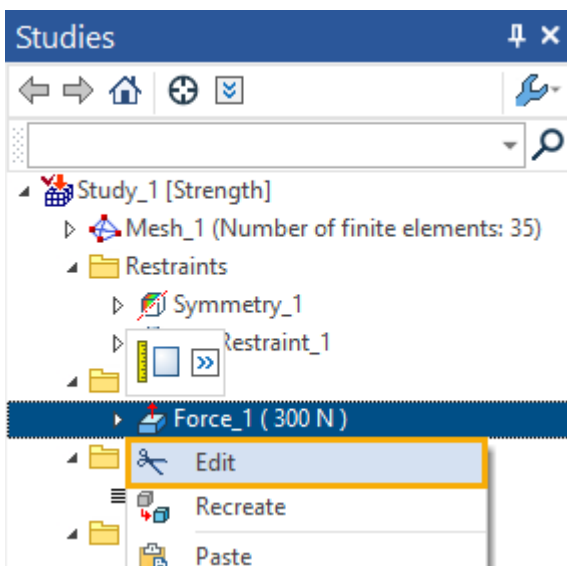 Studies
Study_1 [Strength]
Mesh_1 (Number of finite elements: 35)
Restraints
Symmetry_1
Restraint_1
Force_1 ( 300 N )
Edit
Recreate
Paste